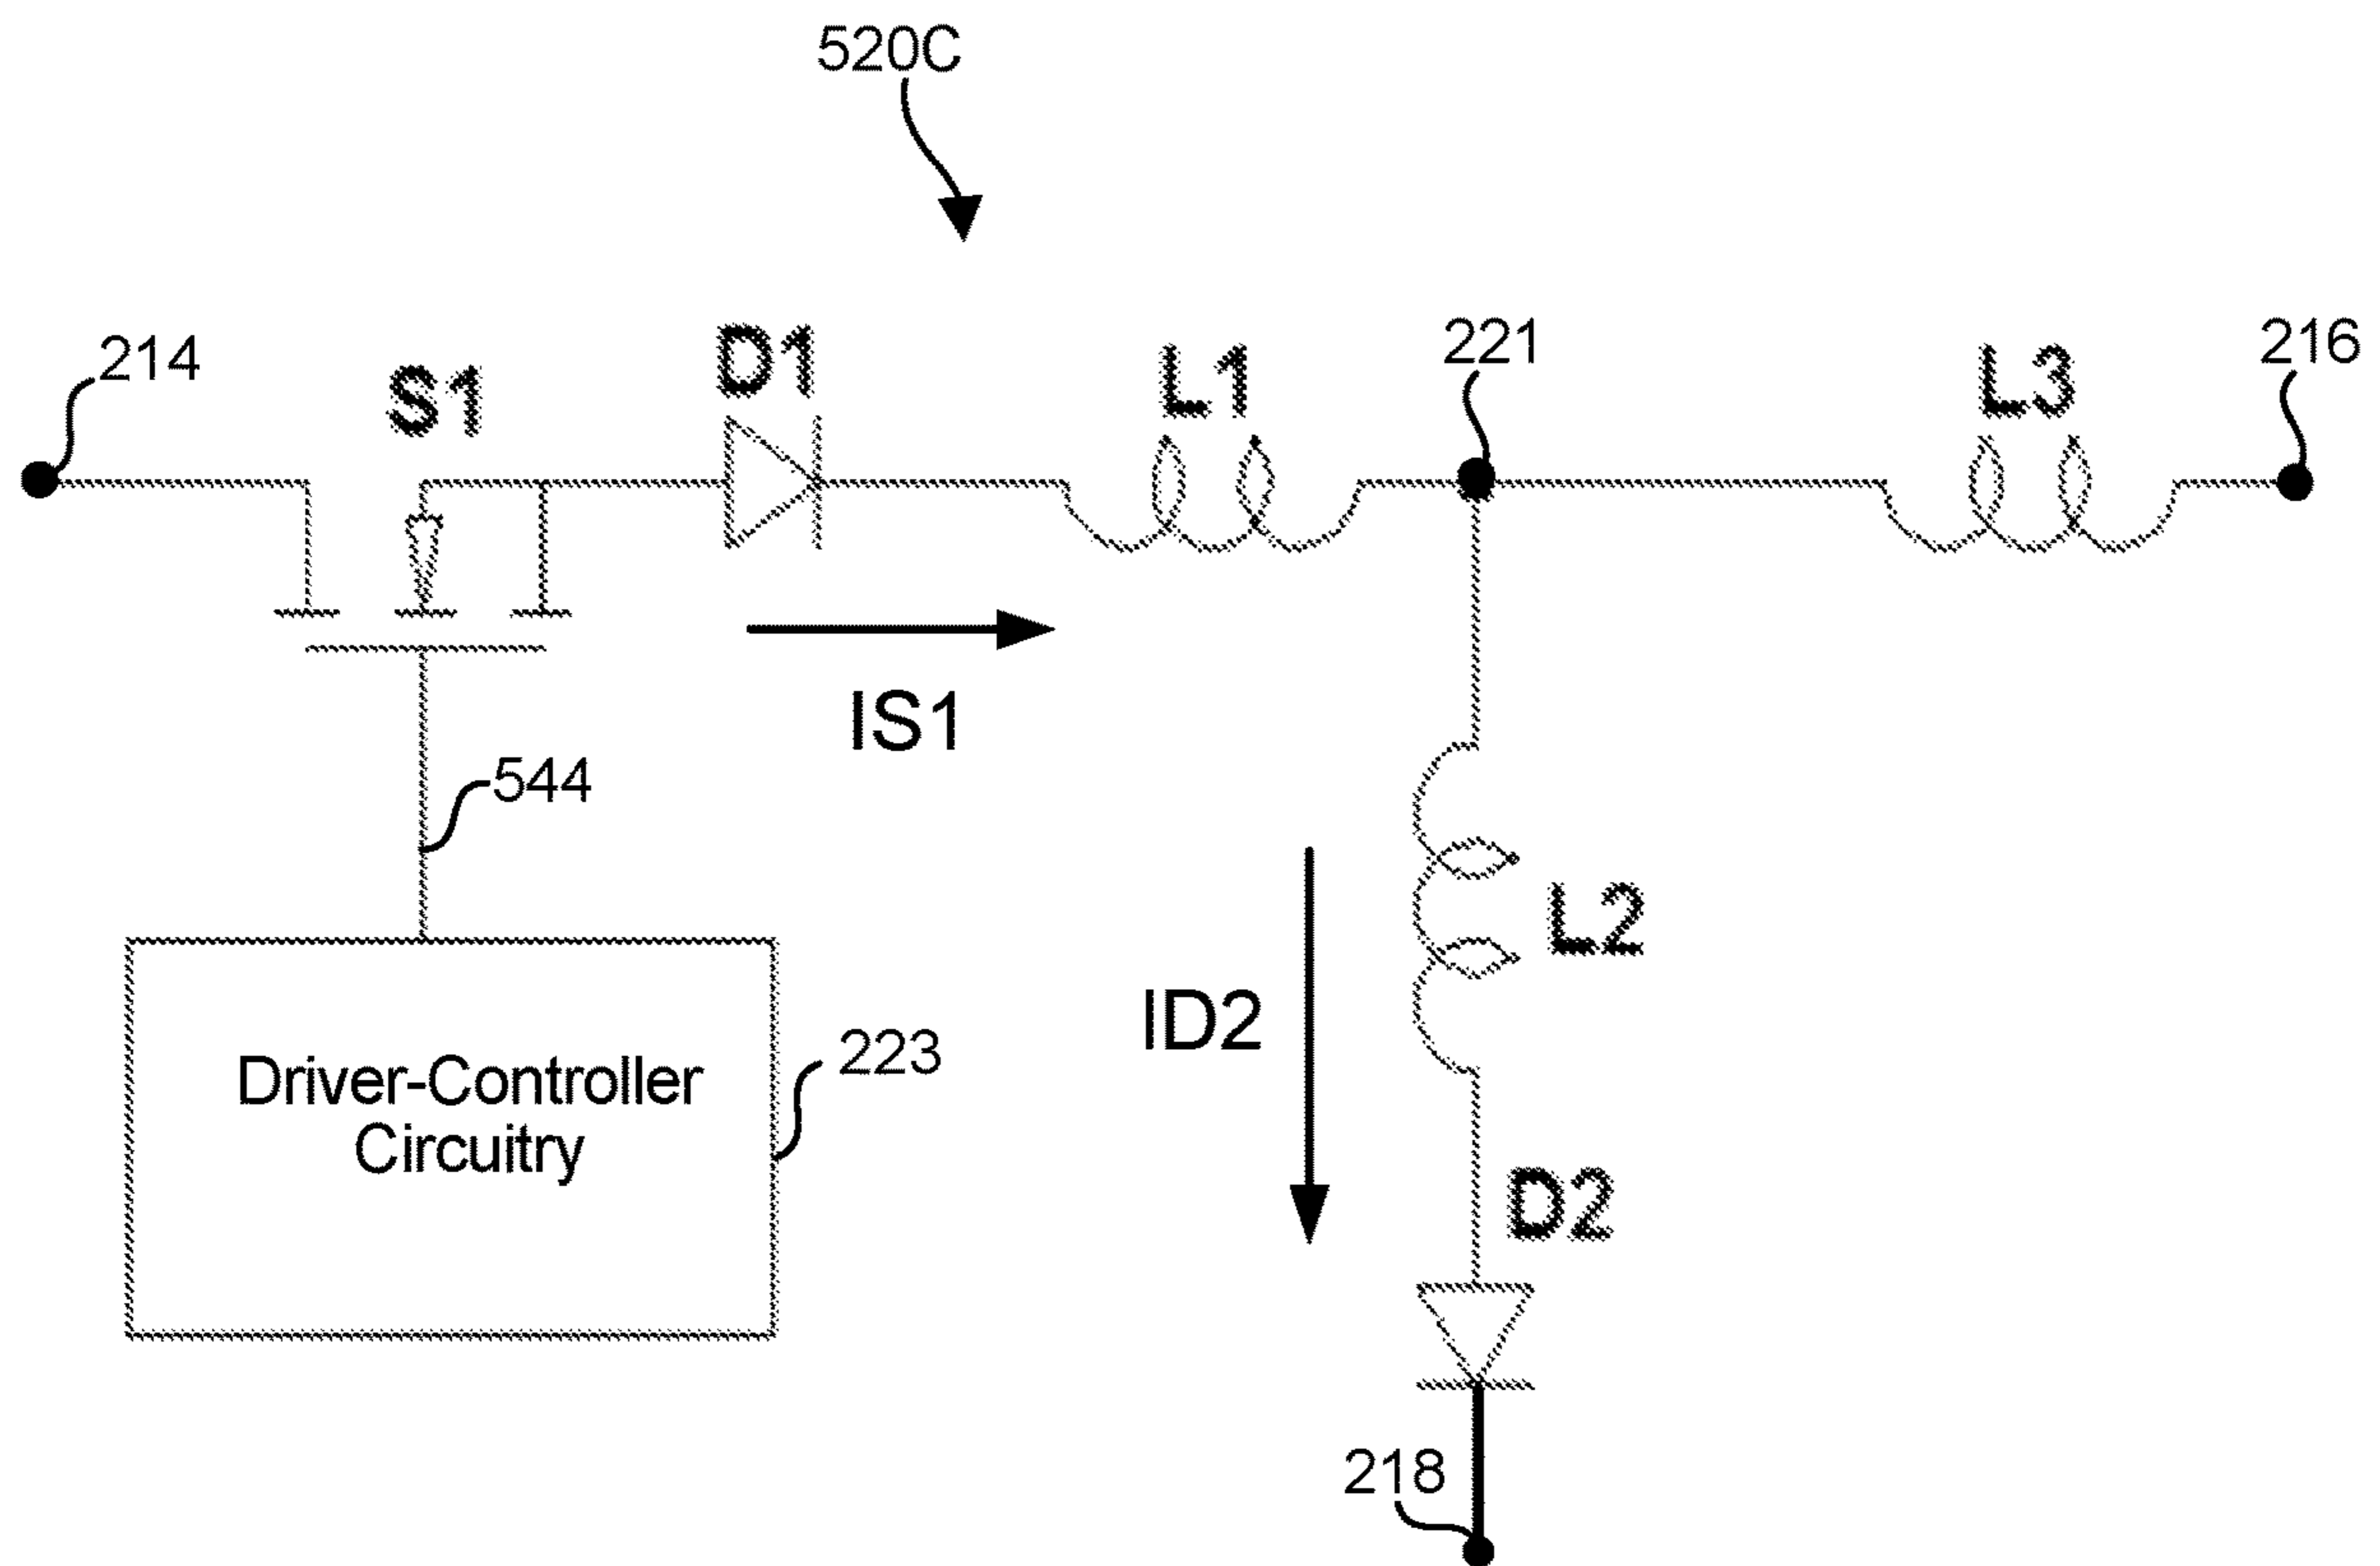 520C
214
S1
D1
L1
221
L3
216
IS1
544
L2
ID2
Driver-Controller
Circuitry
223
D2
218